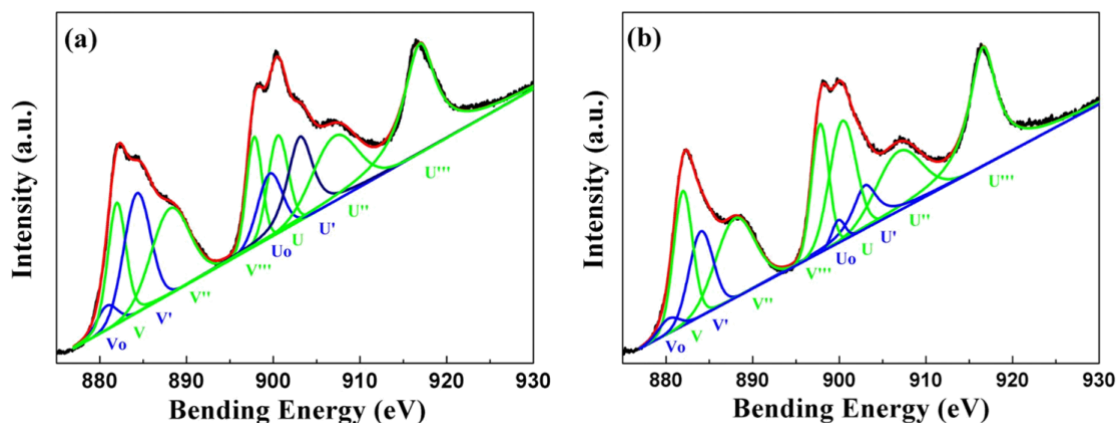 (a)
Intensity (a.u.)
Vo
V
V'
V''
V'''
Uo
U
U'
U''
U'''
880 890 900 910 920 930
Bending Energy (eV)
(b)
Intensity (a.u.)
Vo
V
V'
V''
V'''
Uo
U
U'
U''
U'''
880 890 900 910 920 930
Bending Energy (eV)